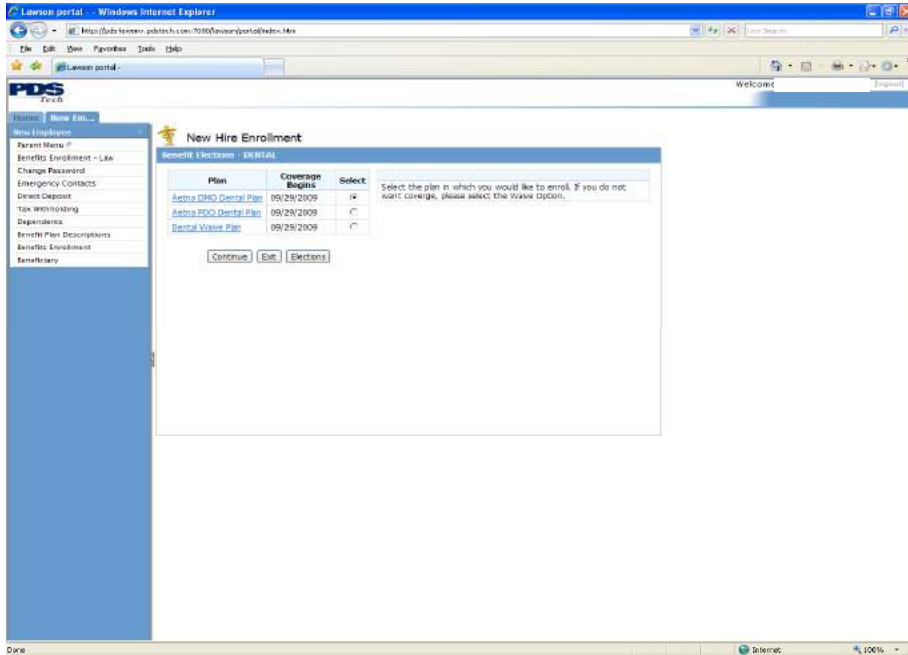 Lawson portal - - Windows Internet Explorer
File Edit View Favorites Tools Help
Lawson portal -
PDS
Tech
Welcome
[logout]
Home
New Em...
New Employee
Parent Menu
Benefits Enrollment - Law
Change Password
Emergency Contacts
Direct Deposit
Tax Withholding
Dependents
Benefit Plan Descriptions
Benefits Enrollment
Beneficiary
New Hire Enrollment
Benefit Elections - DENTAL
Plan Coverage Begins Select
Aetna DMO Dental Plan 09/29/2009
Aetna PDO Dental Plan 09/29/2009
Dental Waive Plan 09/29/2009
Select the plan in which you would like to enroll. If you do not
want coverge, please select the Waive Option.
Continue Exit Elections
Done
Internet
100%